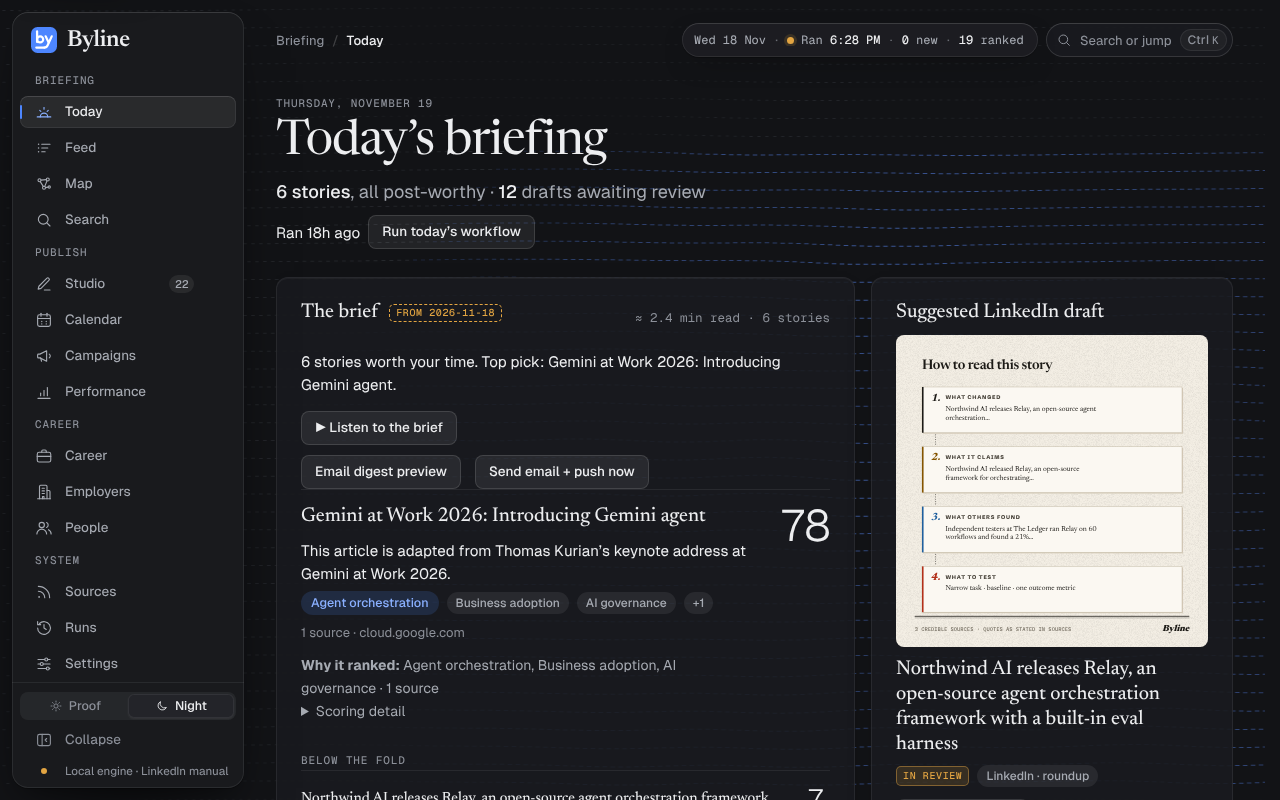 by Byline
BRIEFING
Today
Feed
Map
Search
PUBLISH
Studio 22
Calendar
Campaigns
Performance
CAREER
Career
Employers
People
SYSTEM
Sources
Runs
Settings
Proof Night
Collapse
Local engine · LinkedIn manual
Briefing / Today
Wed 18 Nov · Ran 6:28 PM · 0 new · 19 ranked
Search or jump Ctrl K
THURSDAY, NOVEMBER 19
Today’s briefing
6 stories, all post-worthy · 12 drafts awaiting review
Ran 18h ago Run today’s workflow
The brief FROM 2026-11-18 ≈ 2.4 min read · 6 stories
6 stories worth your time. Top pick: Gemini at Work 2026: Introducing
Gemini agent.
▶ Listen to the brief
Email digest preview Send email + push now
Gemini at Work 2026: Introducing Gemini agent 78
This article is adapted from Thomas Kurian’s keynote address at
Gemini at Work 2026.
Agent orchestration Business adoption AI governance +1
1 source · cloud.google.com
Why it ranked: Agent orchestration, Business adoption, AI
governance · 1 source
▶ Scoring detail
BELOW THE FOLD
Northwind AI releases Relay, an open-source agent orchestration framework
Suggested LinkedIn draft
How to read this story
1. WHAT CHANGED
Northwind AI releases Relay, an open-source agent
orchestration...
2. WHAT IT CLAIMS
Northwind AI released Relay, an open-source
framework for orchestrating...
3. WHAT OTHERS FOUND
Independent testers at The Ledger ran Relay on 60
workflows and found a 21%...
4. WHAT TO TEST
Narrow task · baseline · one outcome metric
3 CREDIBLE SOURCES · QUOTES AS STATED IN SOURCES Byline
Northwind AI releases Relay, an
open-source agent orchestration
framework with a built-in eval
harness
IN REVIEW LinkedIn · roundup